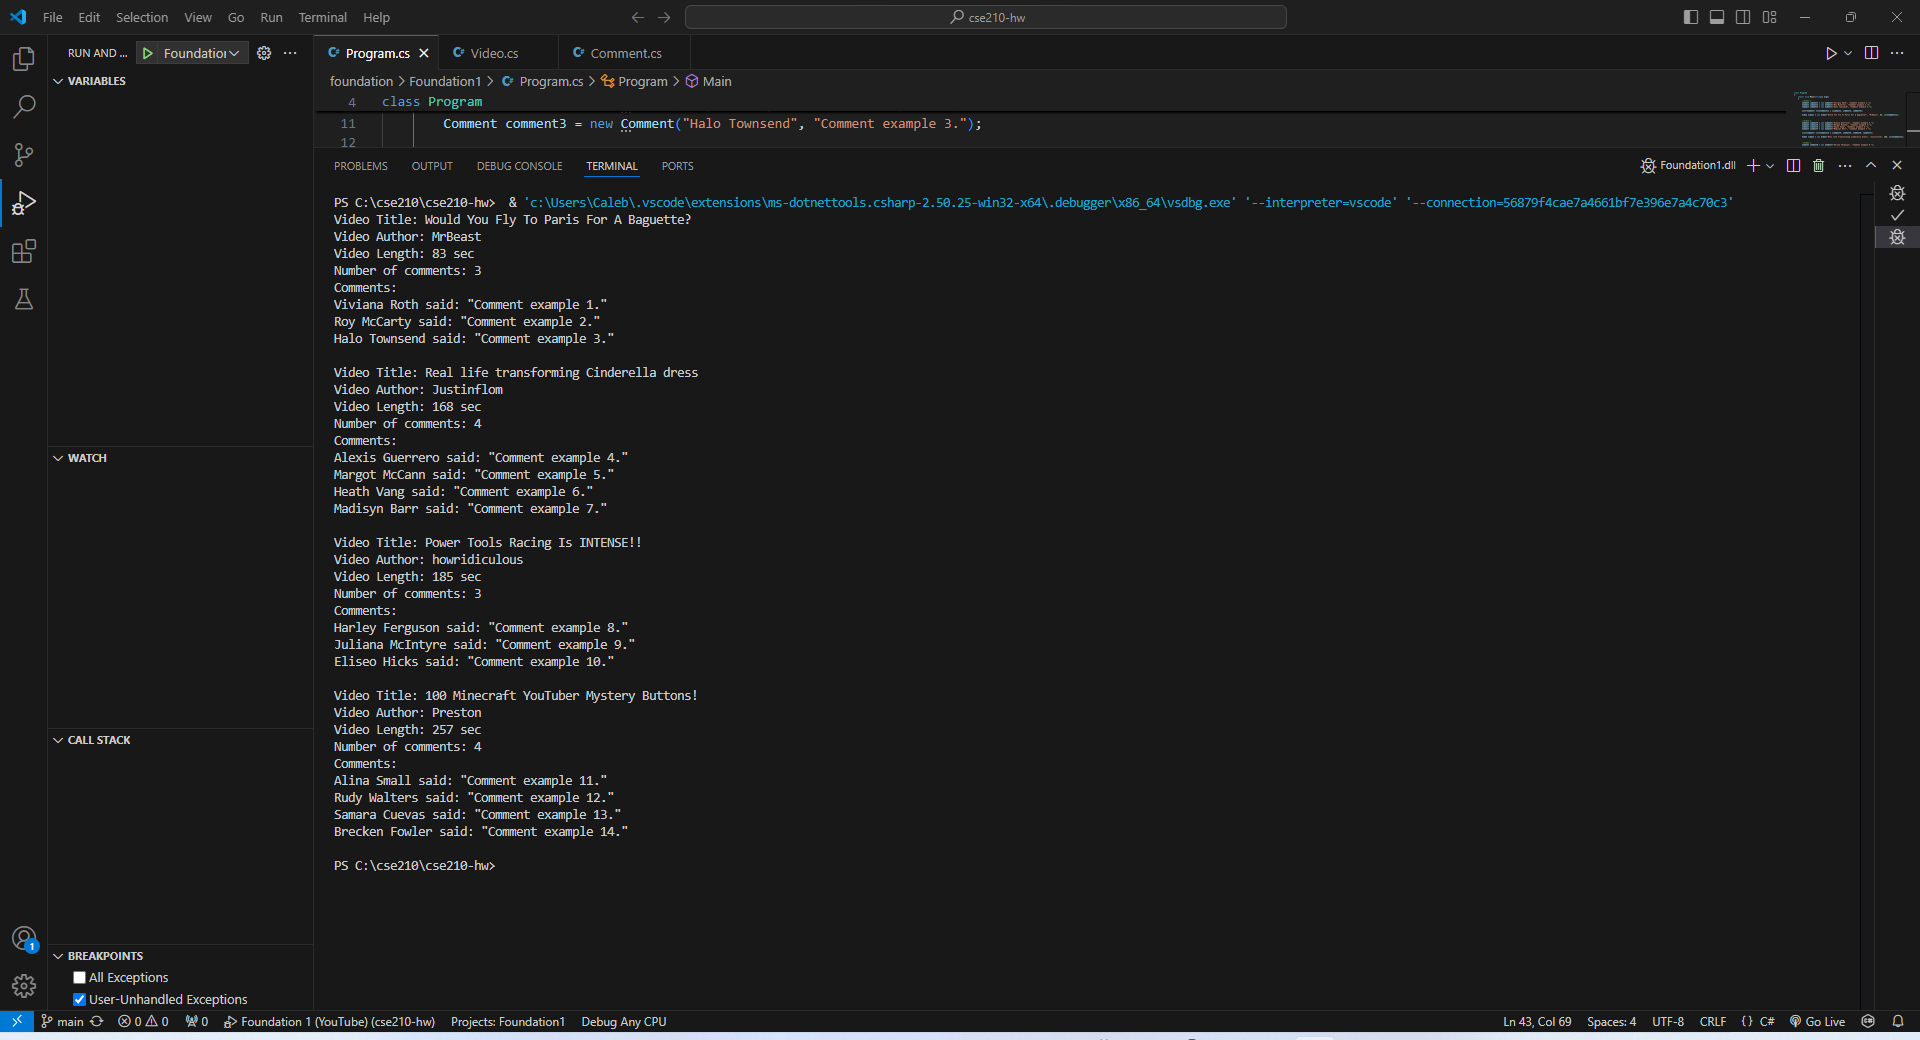 File Edit Selection View Go Run Terminal Help
cse210-hw
RUN AND ... Foundation
Program.cs Video.cs Comment.cs
foundation > Foundation1 > Program.cs > Program > Main
VARIABLES
4 class Program
11 Comment comment3 = new Comment("Halo Townsend", "Comment example 3.");
12
PROBLEMS OUTPUT DEBUG CONSOLE TERMINAL PORTS
Foundation1.dll
PS C:\cse210\cse210-hw> & 'c:\Users\Caleb\.vscode\extensions\ms-dotnettools.csharp-2.50.25-win32-x64\.debugger\x86_64\vsdbg.exe' '--interpreter=vscode' '--connection=56879f4cae7a4661bf7e396e7a4c70c3'
Video Title: Would You Fly To Paris For A Baguette?
Video Author: MrBeast
Video Length: 83 sec
Number of comments: 3
Comments:
Viviana Roth said: "Comment example 1."
Roy McCarty said: "Comment example 2."
Halo Townsend said: "Comment example 3."
Video Title: Real life transforming Cinderella dress
Video Author: Justinflom
Video Length: 168 sec
Number of comments: 4
Comments:
Alexis Guerrero said: "Comment example 4."
Margot McCann said: "Comment example 5."
Heath Vang said: "Comment example 6."
Madisyn Barr said: "Comment example 7."
Video Title: Power Tools Racing Is INTENSE!!
Video Author: howridiculous
Video Length: 185 sec
Number of comments: 3
Comments:
Harley Ferguson said: "Comment example 8."
Juliana McIntyre said: "Comment example 9."
Eliseo Hicks said: "Comment example 10."
Video Title: 100 Minecraft YouTuber Mystery Buttons!
Video Author: Preston
Video Length: 257 sec
Number of comments: 4
Comments:
Alina Small said: "Comment example 11."
Rudy Walters said: "Comment example 12."
Samara Cuevas said: "Comment example 13."
Brecken Fowler said: "Comment example 14."
PS C:\cse210\cse210-hw>
WATCH
CALL STACK
BREAKPOINTS
All Exceptions
User-Unhandled Exceptions
1
main 0 0 0 Foundation 1 (YouTube) (cse210-hw) Projects: Foundation1 Debug Any CPU
Ln 43, Col 69 Spaces: 4 UTF-8 CRLF {} C# Go Live